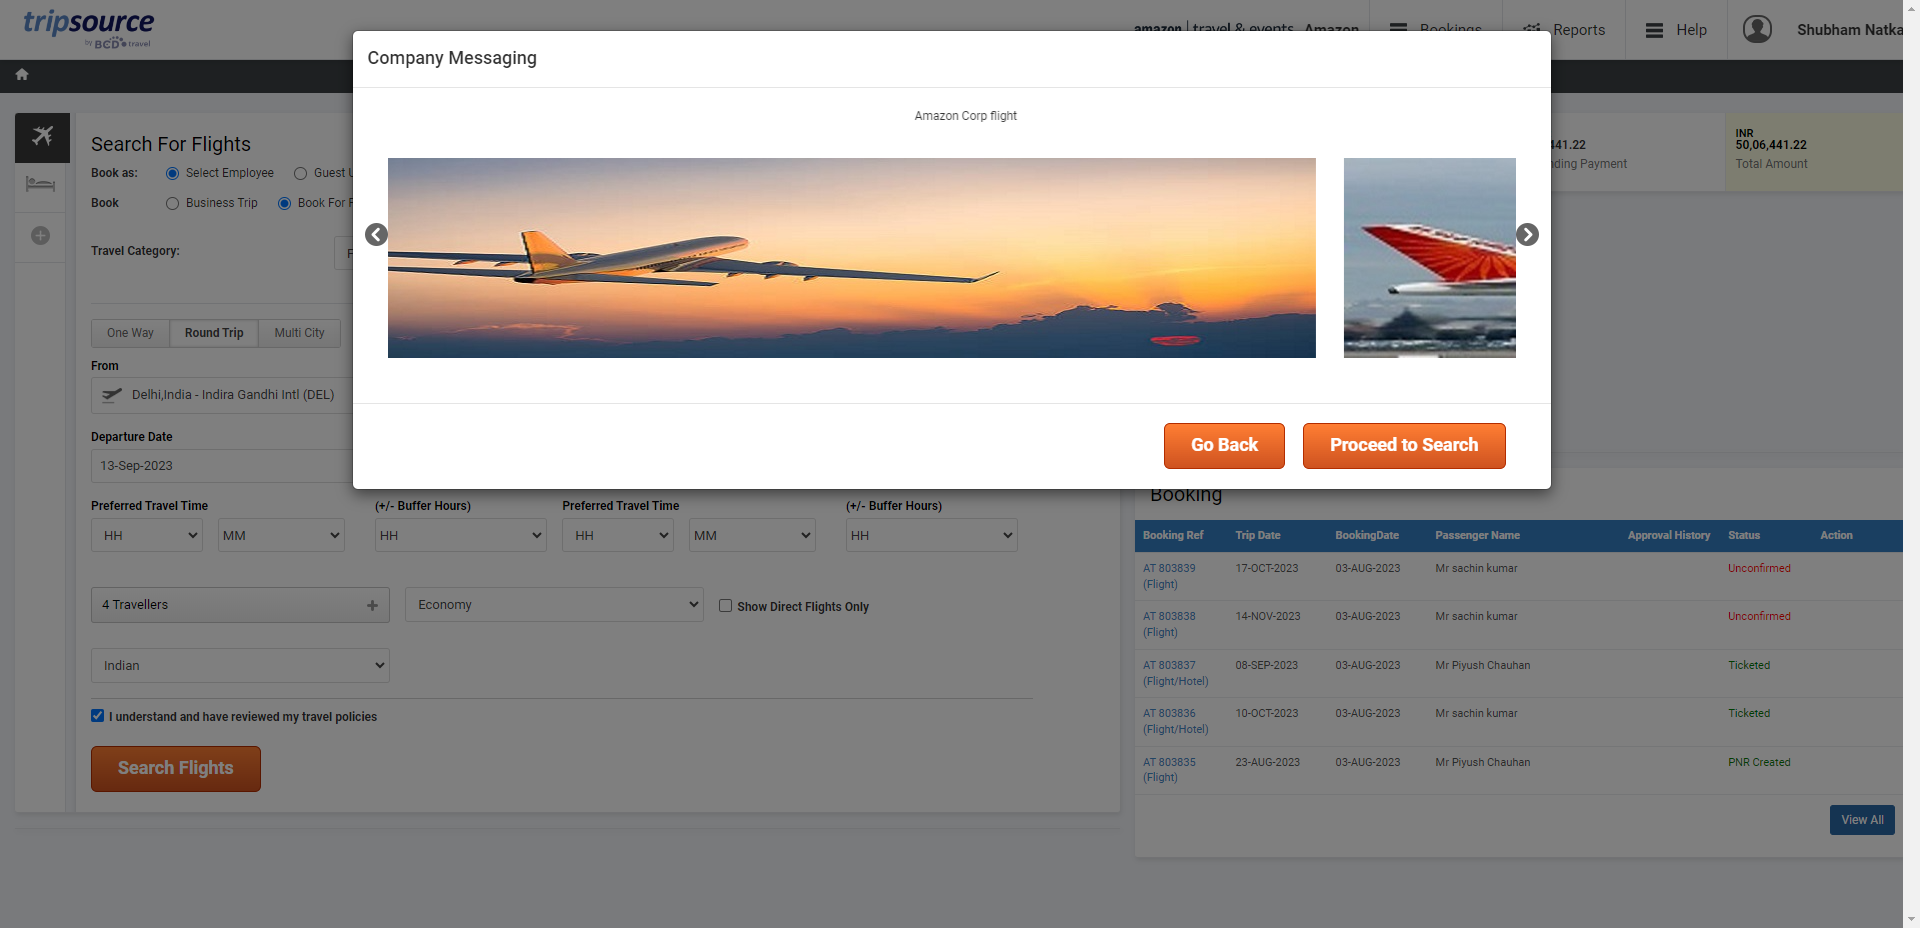 tripsource
by BCD travel
amazon | travel & events Amazon
Bookings
Reports
Help
Shubham Natka
Company Messaging
Amazon Corp flight
Go Back
Proceed to Search
Search For Flights
Book as:
Select Employee
Guest U
Book
Business Trip
Book For
Travel Category:
One Way
Round Trip
Multi City
From
Delhi,India - Indira Gandhi Intl (DEL)
Departure Date
13-Sep-2023
Preferred Travel Time
(+/- Buffer Hours)
Preferred Travel Time
(+/- Buffer Hours)
HH
MM
HH
HH
MM
HH
4 Travellers
Economy
Show Direct Flights Only
Indian
I understand and have reviewed my travel policies
Search Flights
441.22
nding Payment
INR
50,06,441.22
Total Amount
Booking
Booking Ref Trip Date BookingDate Passenger Name Approval History Status Action
AT 803839 17-OCT-2023 03-AUG-2023 Mr sachin kumar Unconfirmed
(Flight)
AT 803838 14-NOV-2023 03-AUG-2023 Mr sachin kumar Unconfirmed
(Flight)
AT 803837 08-SEP-2023 03-AUG-2023 Mr Piyush Chauhan Ticketed
(Flight/Hotel)
AT 803836 10-OCT-2023 03-AUG-2023 Mr sachin kumar Ticketed
(Flight/Hotel)
AT 803835 23-AUG-2023 03-AUG-2023 Mr Piyush Chauhan PNR Created
(Flight)
View All